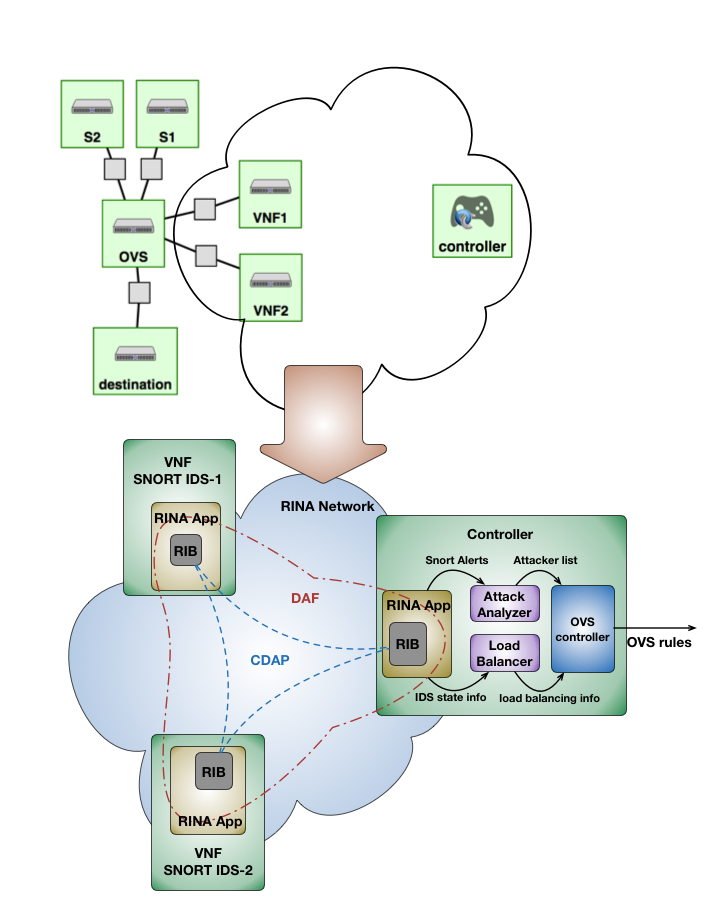 S2
S1
VNF1
OVS
controller
VNF2
destination
VNF
SNORT IDS-1
RINA Network
RINA App
Controller
RIB
Snort Alerts
Attacker list
DAF
RINA App
Attack
Analyzer
OVS
controller
RIB
Load
Balancer
OVS rules
CDAP
IDS state info
load balancing info
RIB
RINA App
VNF
SNORT IDS-2